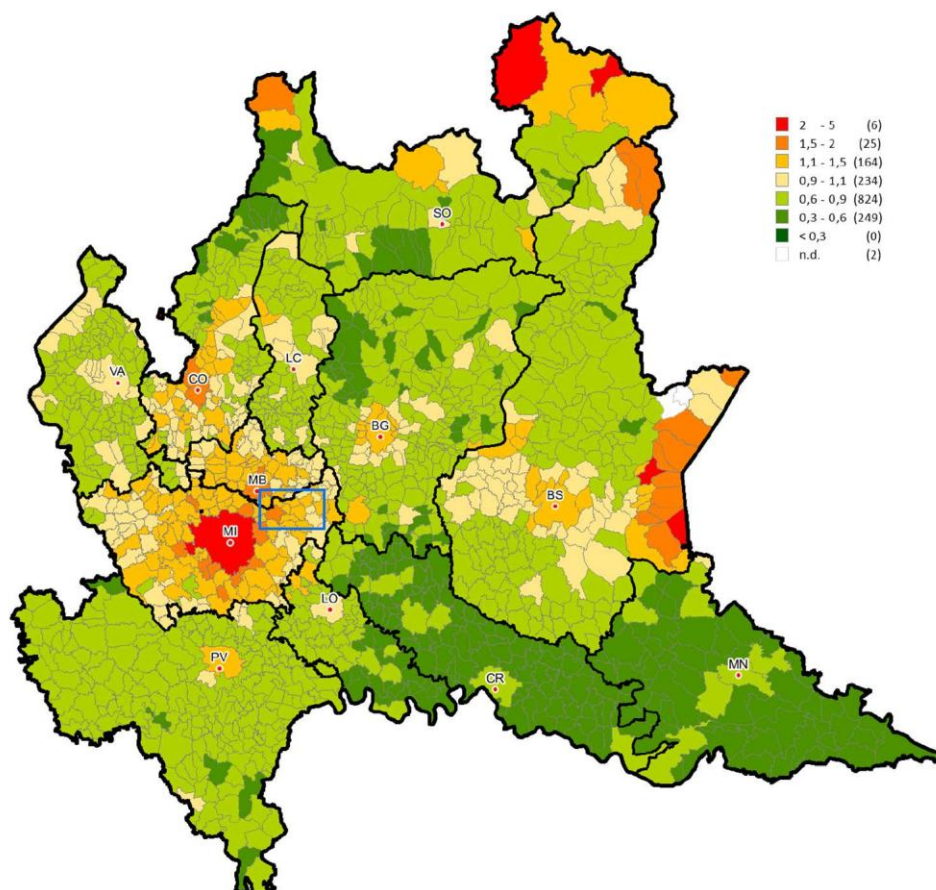 2 - 5 (6)
1,5 - 2 (25)
1,1 - 1,5 (164)
0,9 - 1,1 (234)
0,6 - 0,9 (824)
0,3 - 0,6 (249)
< 0,3 (0)
n.d. (2)
SO
VA
CO
LC
BG
MB
BS
MI
LO
PV
CR
MN